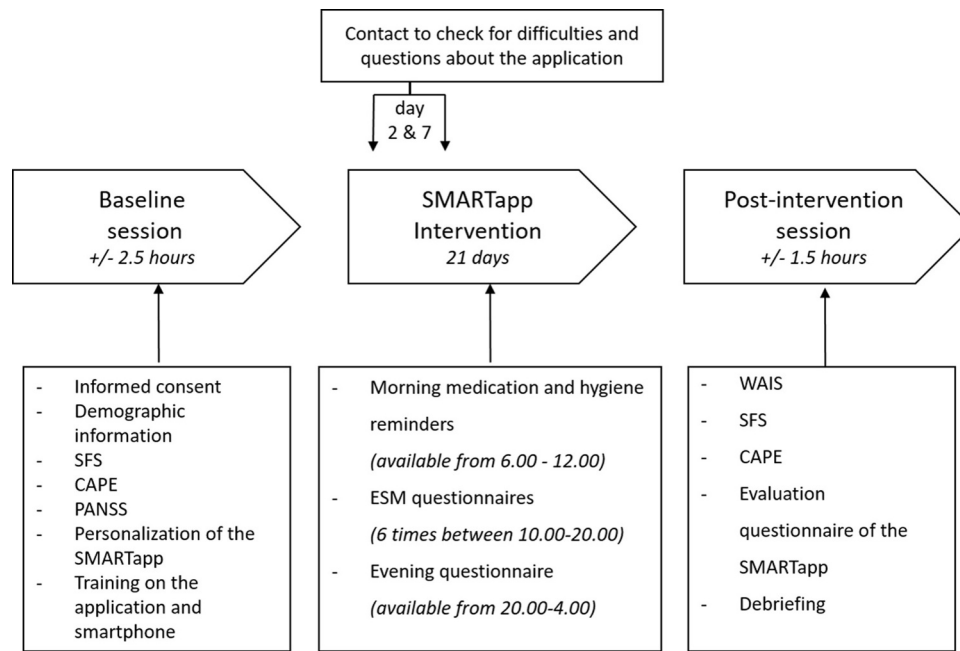 Contact to check for difficulties and
questions about the application
day
2 & 7
Baseline
session
+/- 2.5 hours
SMARTapp
Intervention
21 days
Post-intervention
session
+/- 1.5 hours
- Informed consent
- Demographic
information
- SFS
- CAPE
- PANSS
- Personalization of the
SMARTapp
- Training on the
application and
smartphone
- Morning medication and hygiene
reminders
(available from 6.00 - 12.00)
- ESM questionnaires
(6 times between 10.00-20.00)
- Evening questionnaire
(available from 20.00-4.00)
- WAIS
- SFS
- CAPE
- Evaluation
questionnaire of the
SMARTapp
- Debriefing